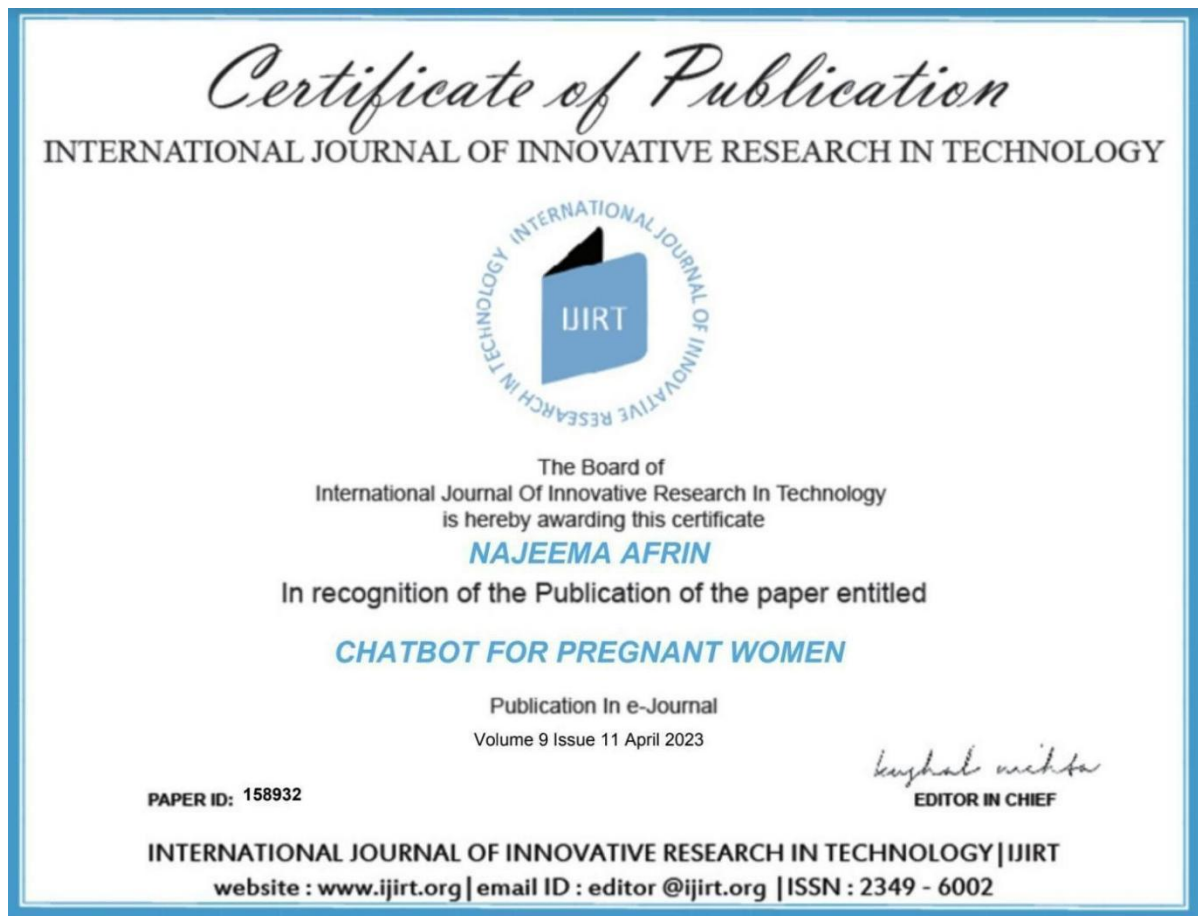 Certificate of Publication
INTERNATIONAL JOURNAL OF INNOVATIVE RESEARCH IN TECHNOLOGY
INTERNATIONAL JOURNAL OF INNOVATIVE RESEARCH IN TECHNOLOGY
IJIRT
The Board of
International Journal Of Innovative Research In Technology
is hereby awarding this certificate
NAJEEMA AFRIN
In recognition of the Publication of the paper entitled
CHATBOT FOR PREGNANT WOMEN
Publication In e-Journal
Volume 9 Issue 11 April 2023
PAPER ID: 158932
EDITOR IN CHIEF
INTERNATIONAL JOURNAL OF INNOVATIVE RESEARCH IN TECHNOLOGY|IJIRT
website : www.ijirt.org| email ID : editor @ijirt.org |ISSN : 2349 - 6002